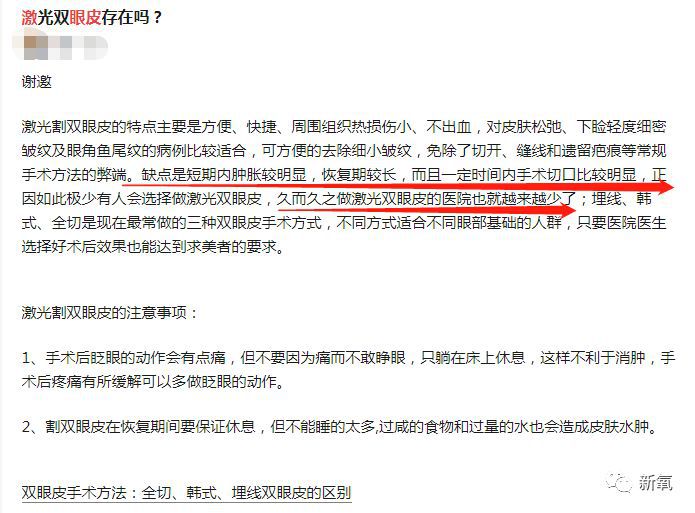 激光双眼皮存在吗？
谢邀
激光割双眼皮的特点主要是方便、快捷、周围组织热损伤小、不出血，对皮肤松弛、下脸轻度细密
皱纹及眼角鱼尾纹的病例比较适合，可方便的去除细小皱纹，免除了切开、缝线和遗留疤痕等常规
手术方法的弊端。缺点是短期内肿胀较明显，恢复期较长，而且一定时间内手术切口比较明显，正
因如此极少有人会选择做激光双眼皮，久而久之做激光双眼皮的医院也就越来越少了；埋线、韩
式、全切是现在最常做的三种双眼皮手术方式，不同方式适合不同眼部基础的人群，只要医院医生
选择好术后效果也能达到求美者的要求。
激光割双眼皮的注意事项：
1、手术后眨眼的动作会有点痛，但不要因为痛而不敢睁眼，只躺在床上休息，这样不利于消肿，手
术后疼痛有所缓解可以多做眨眼的动作。
2、割双眼皮在恢复期间要保证休息，但不能睡的太多,过咸的食物和过量的水也会造成皮肤水肿。
双眼皮手术方法：全切、韩式、埋线双眼皮的区别
新氧